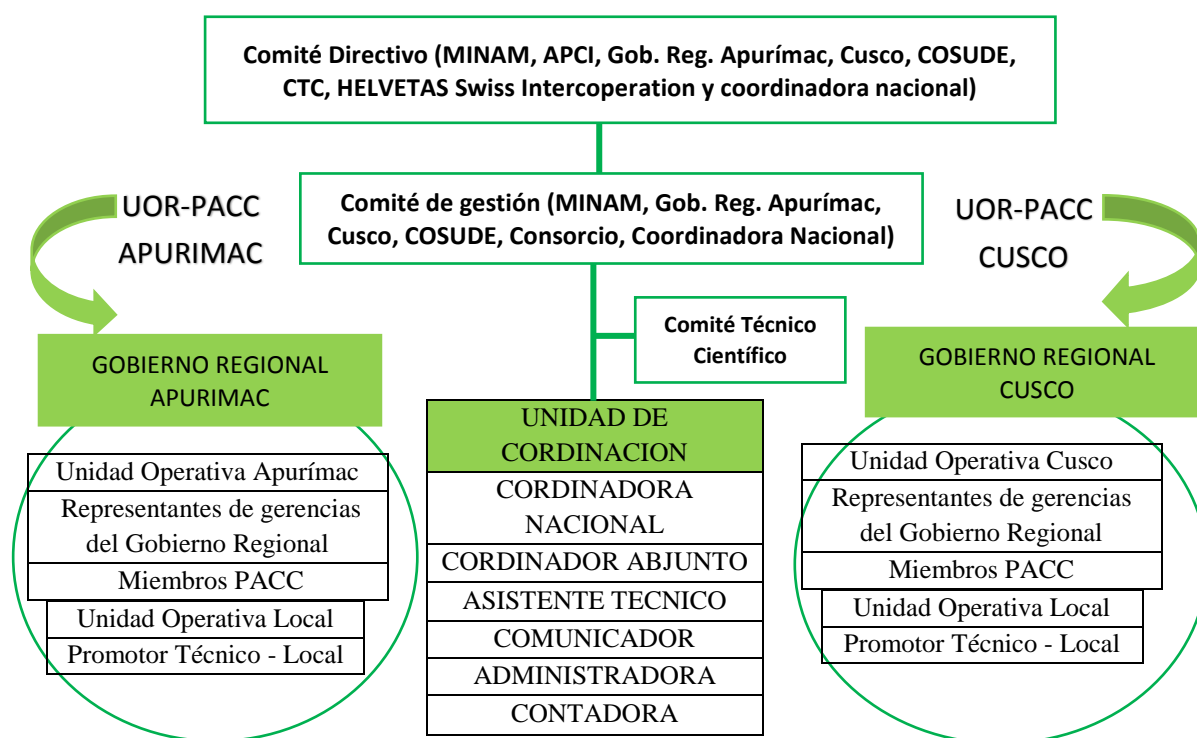 Comité Directivo (MINAM, APCI, Gob. Reg. Apurímac, Cusco, COSUDE,
CTC, HELVETAS Swiss Intercoperation y coordinadora nacional)
Comité de gestión (MINAM, Gob. Reg. Apurímac,
Cusco, COSUDE, Consorcio, Coordinadora Nacional)
UOR-PACC
APURIMAC
UOR-PACC
CUSCO
Comité Técnico
Científico
GOBIERNO REGIONAL
APURIMAC
GOBIERNO REGIONAL
CUSCO
Unidad Operativa Apurímac
Representantes de gerencias
del Gobierno Regional
Miembros PACC
Unidad Operativa Local
Promotor Técnico - Local
UNIDAD DE
CORDINACION
CORDINADORA
NACIONAL
CORDINADOR ABJUNTO
ASISTENTE TECNICO
COMUNICADOR
ADMINISTRADORA
CONTADORA
Unidad Operativa Cusco
Representantes de gerencias
del Gobierno Regional
Miembros PACC
Unidad Operativa Local
Promotor Técnico - Local